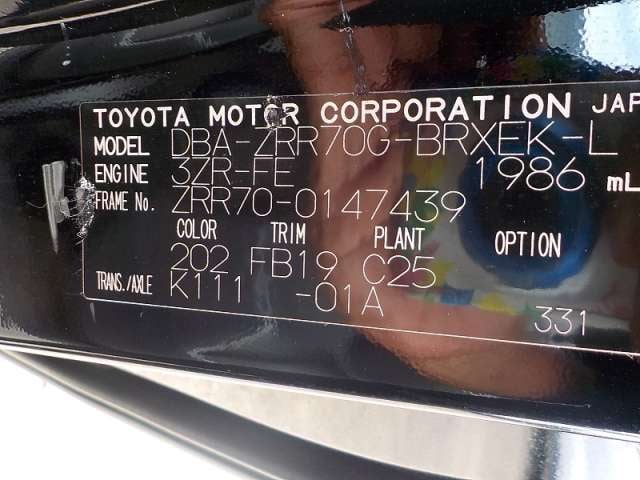 TOYOTA MOTOR CORPORATION JAP
MODEL DBA-ZRR70G-BRXEK-L
ENGINE 3ZR-FE 1986 mL
FRAME No. ZRR70-0147439
COLOR TRIM PLANT OPTION
202 FB19 C25
TRANS./AXLE K111 -01A
331